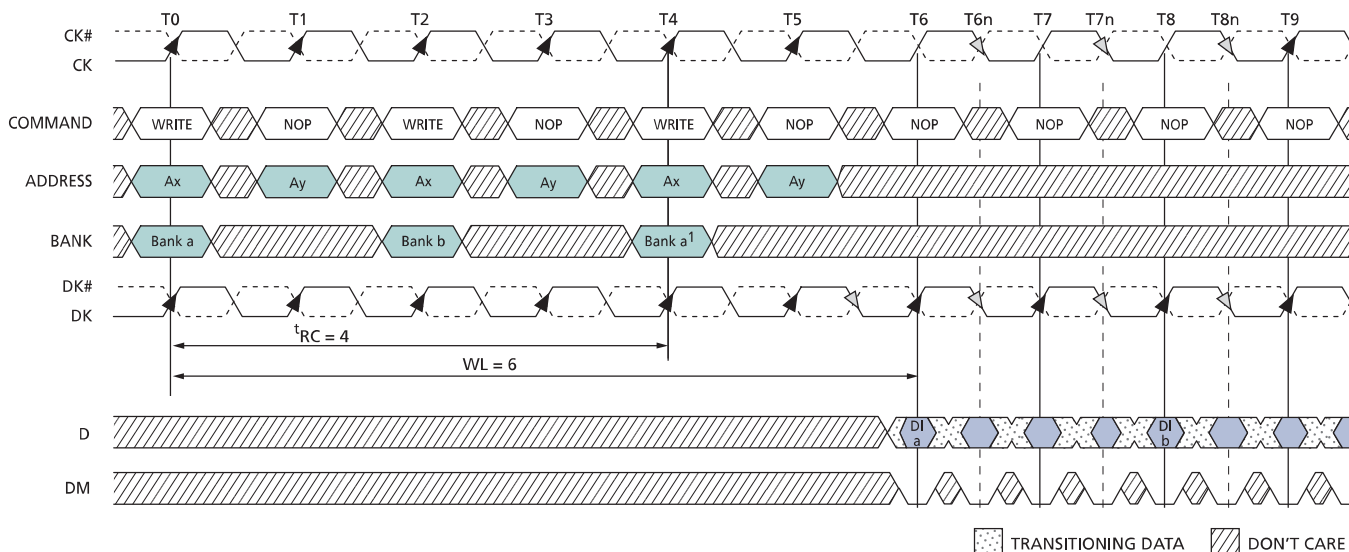 T0 T1 T2 T3 T4 T5 T6 T6n T7 T7n T8 T8n T9
CK#
CK
COMMAND WRITE NOP WRITE NOP WRITE NOP NOP NOP NOP NOP
ADDRESS Ax Ay Ax Ay Ax Ay
BANK Bank a Bank b Bank a¹
DK#
DK
ᵗRC = 4
WL = 6
D DI a DI b
DM
TRANSITIONING DATA DON'T CARE